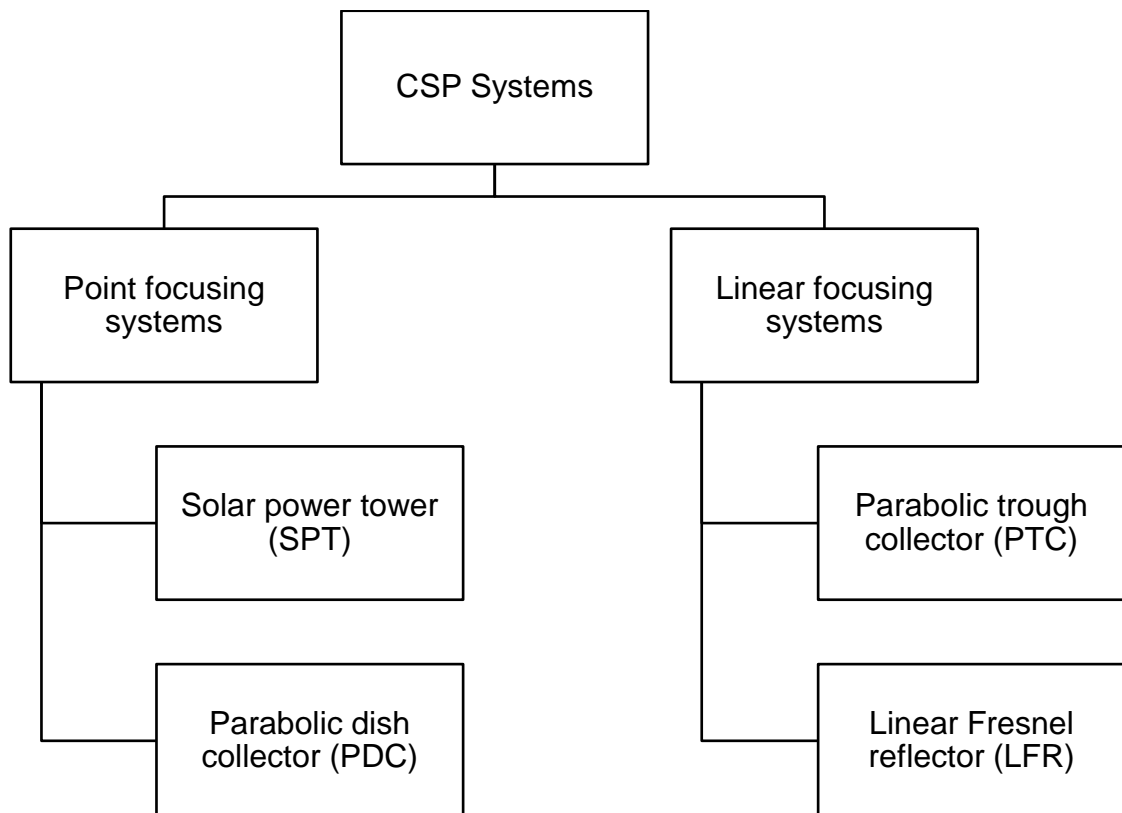 CSP Systems
Point focusing
systems
Linear focusing
systems
Solar power tower
(SPT)
Parabolic trough
collector (PTC)
Parabolic dish
collector (PDC)
Linear Fresnel
reflector (LFR)